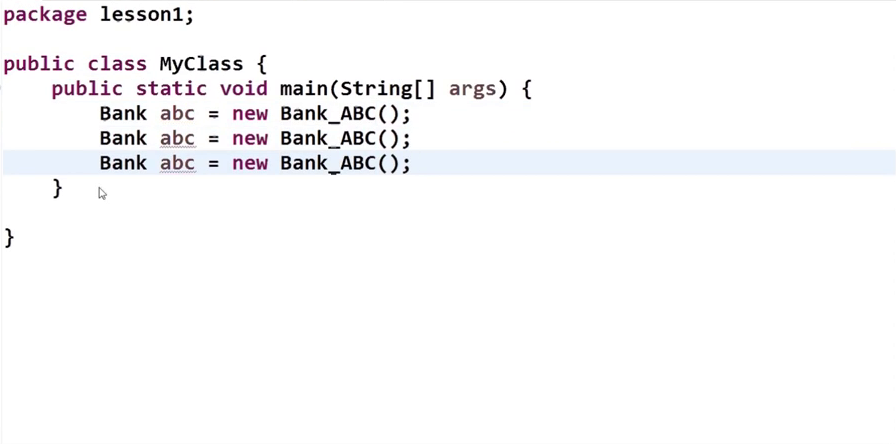 package lesson1;
public class MyClass {
public static void main(String[] args) {
Bank abc = new Bank_ABC();
Bank abc = new Bank_ABC();
Bank abc = new Bank_ABC();
}
}